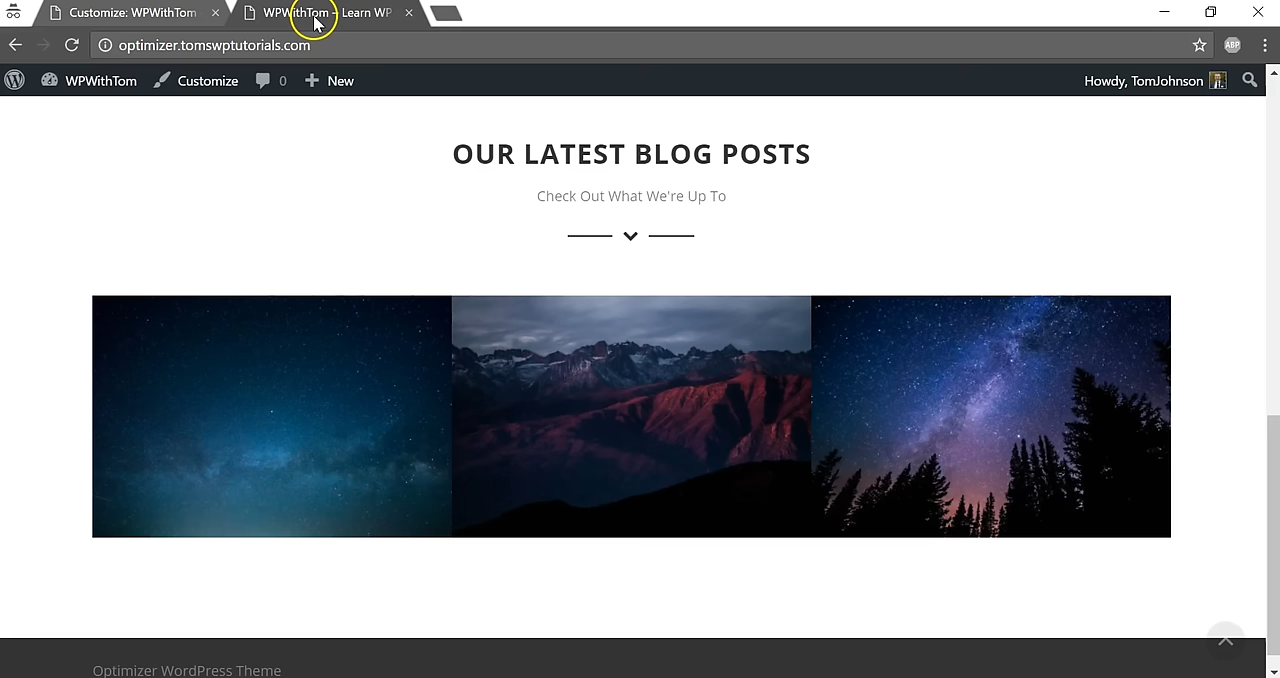 Customize: WPWithTom
WPWithTom – Learn WP
optimizer.tomswptutorials.com
ABP
WPWithTom Customize 0 New Howdy, TomJohnson
OUR LATEST BLOG POSTS
Check Out What We're Up To
Optimizer WordPress Theme